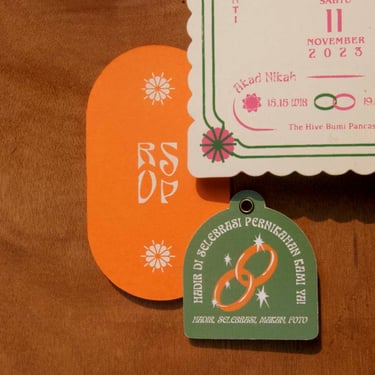 SABTU
11
NOVEMBER
2023
Akad Nikah
15.15 WIB
19.
The Hive Bumi Pancas
RS
VP
HADIR DI SELEBRASI PERNIKAHAN KAMI YA!
HADIR, SELEBRASI, MAKAN, FOTO